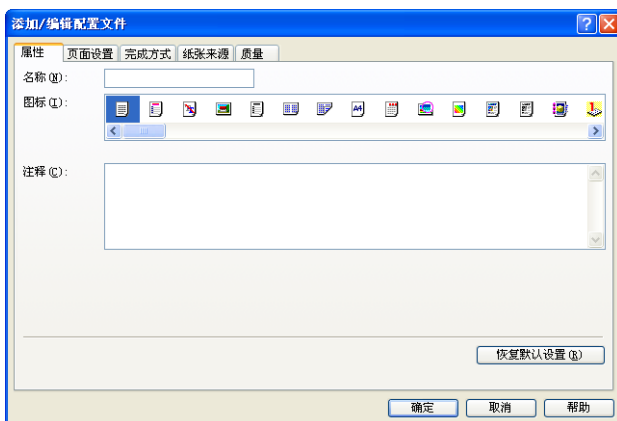 添加/编辑配置文件
属性 页面设置 完成方式 纸张来源 质量
名称(N):
图标(I):
注释(C):
恢复默认设置(R)
确定 取消 帮助